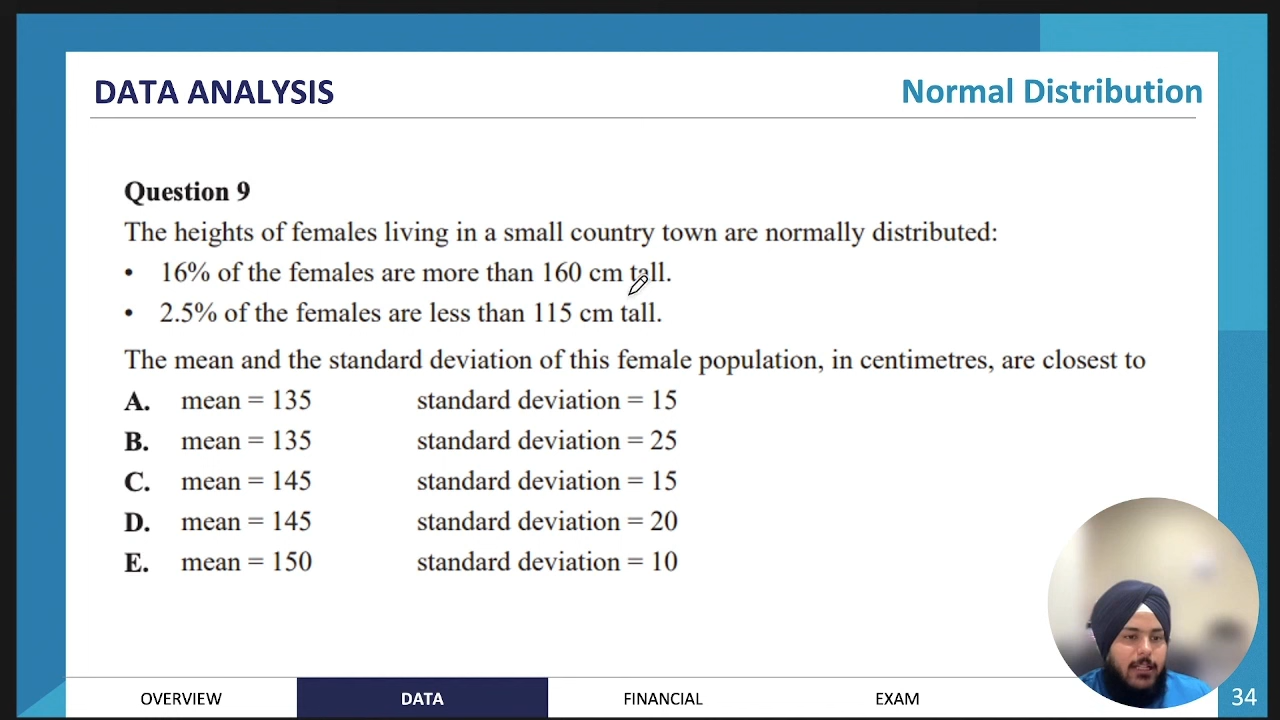 DATA ANALYSIS
Normal Distribution
Question 9
The heights of females living in a small country town are normally distributed:
• 16% of the females are more than 160 cm tall.
• 2.5% of the females are less than 115 cm tall.
The mean and the standard deviation of this female population, in centimetres, are closest to
A. mean = 135 standard deviation = 15
B. mean = 135 standard deviation = 25
C. mean = 145 standard deviation = 15
D. mean = 145 standard deviation = 20
E. mean = 150 standard deviation = 10
OVERVIEW DATA FINANCIAL EXAM 34